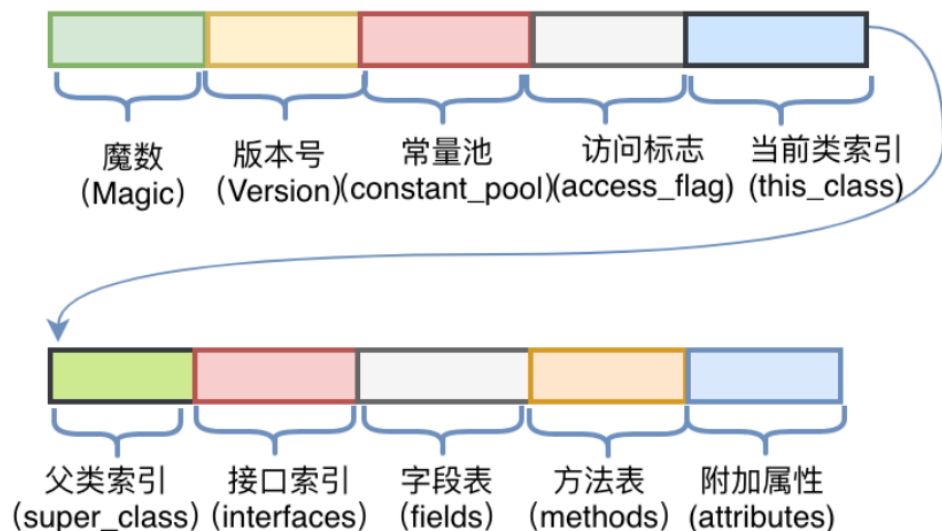 魔数 版本号 常量池 访问标志 当前类索引
(Magic) (Version) (constant_pool) (access_flag) (this_class)
父类索引 接口索引 字段表 方法表 附加属性
(super_class) (interfaces) (fields) (methods) (attributes)